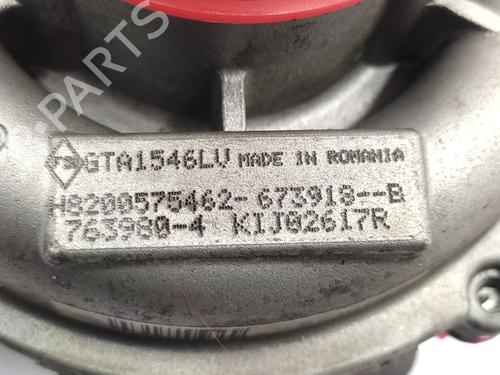 GTA1546LV MADE IN ROMANIA
H8200575462-673918--B
763980-4 KIJ02617R
B-PARTS